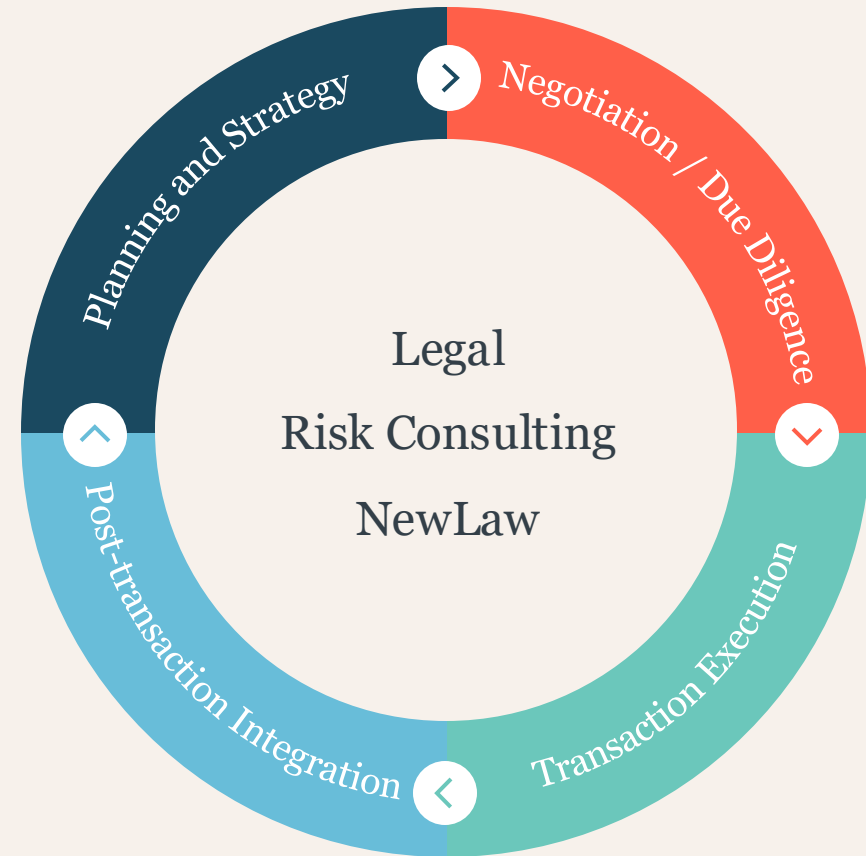 Planning and Strategy
Negotiation / Due Diligence
Legal
Risk Consulting
NewLaw
Post-transaction Integration
Transaction Execution